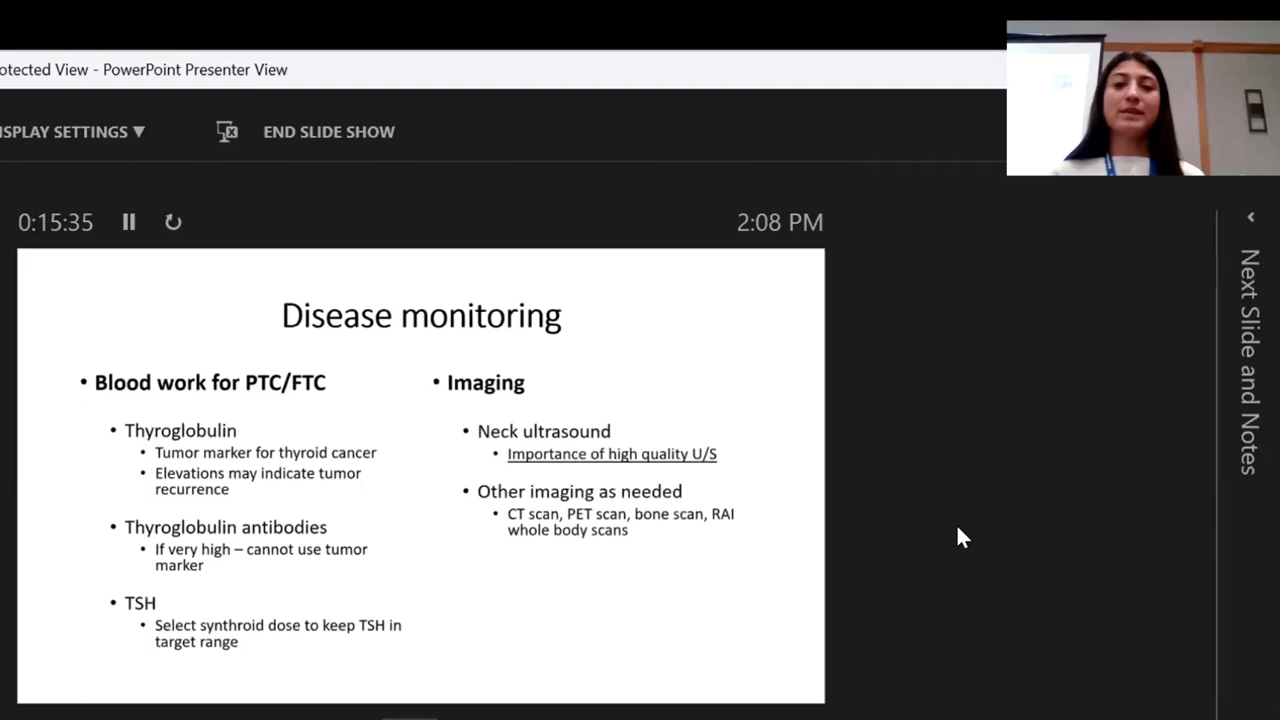 otected View - PowerPoint Presenter View
ISPLAY SETTINGS ▼
END SLIDE SHOW
0:15:35
2:08 PM
Disease monitoring
• Blood work for PTC/FTC
• Thyroglobulin
• Tumor marker for thyroid cancer
• Elevations may indicate tumor
recurrence
• Thyroglobulin antibodies
• If very high – cannot use tumor
marker
• TSH
• Select synthroid dose to keep TSH in
target range
• Imaging
• Neck ultrasound
• Importance of high quality U/S
• Other imaging as needed
• CT scan, PET scan, bone scan, RAI
whole body scans
Next Slide and Notes